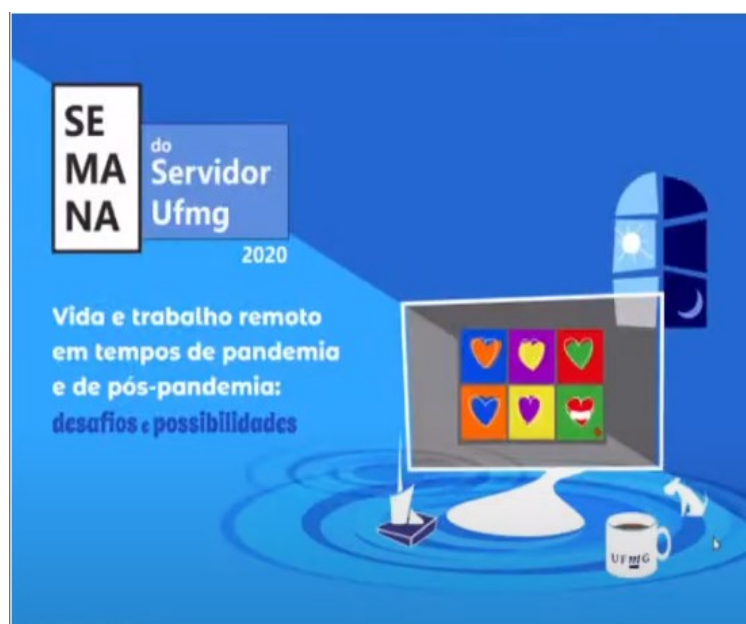 SE
MA
NA
do
Servidor
Ufmg
2020
Vida e trabalho remoto
em tempos de pandemia
e de pós-pandemia:
desafios e possibilidades
UFmG